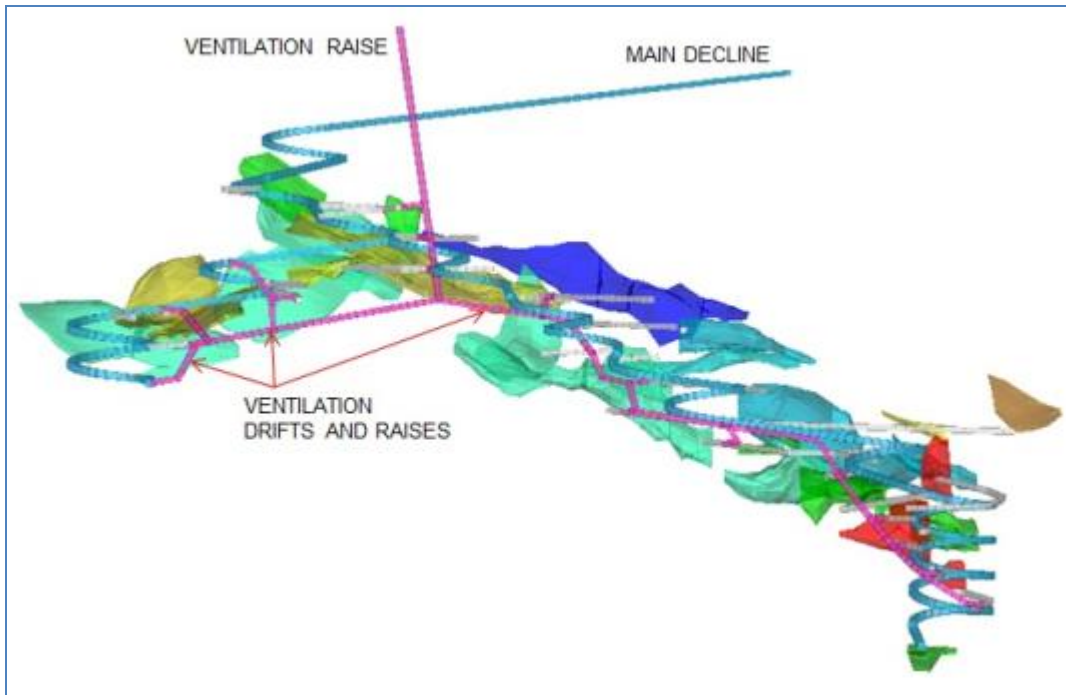 VENTILATION RAISE
MAIN DECLINE
VENTILATION
DRIFTS AND RAISES